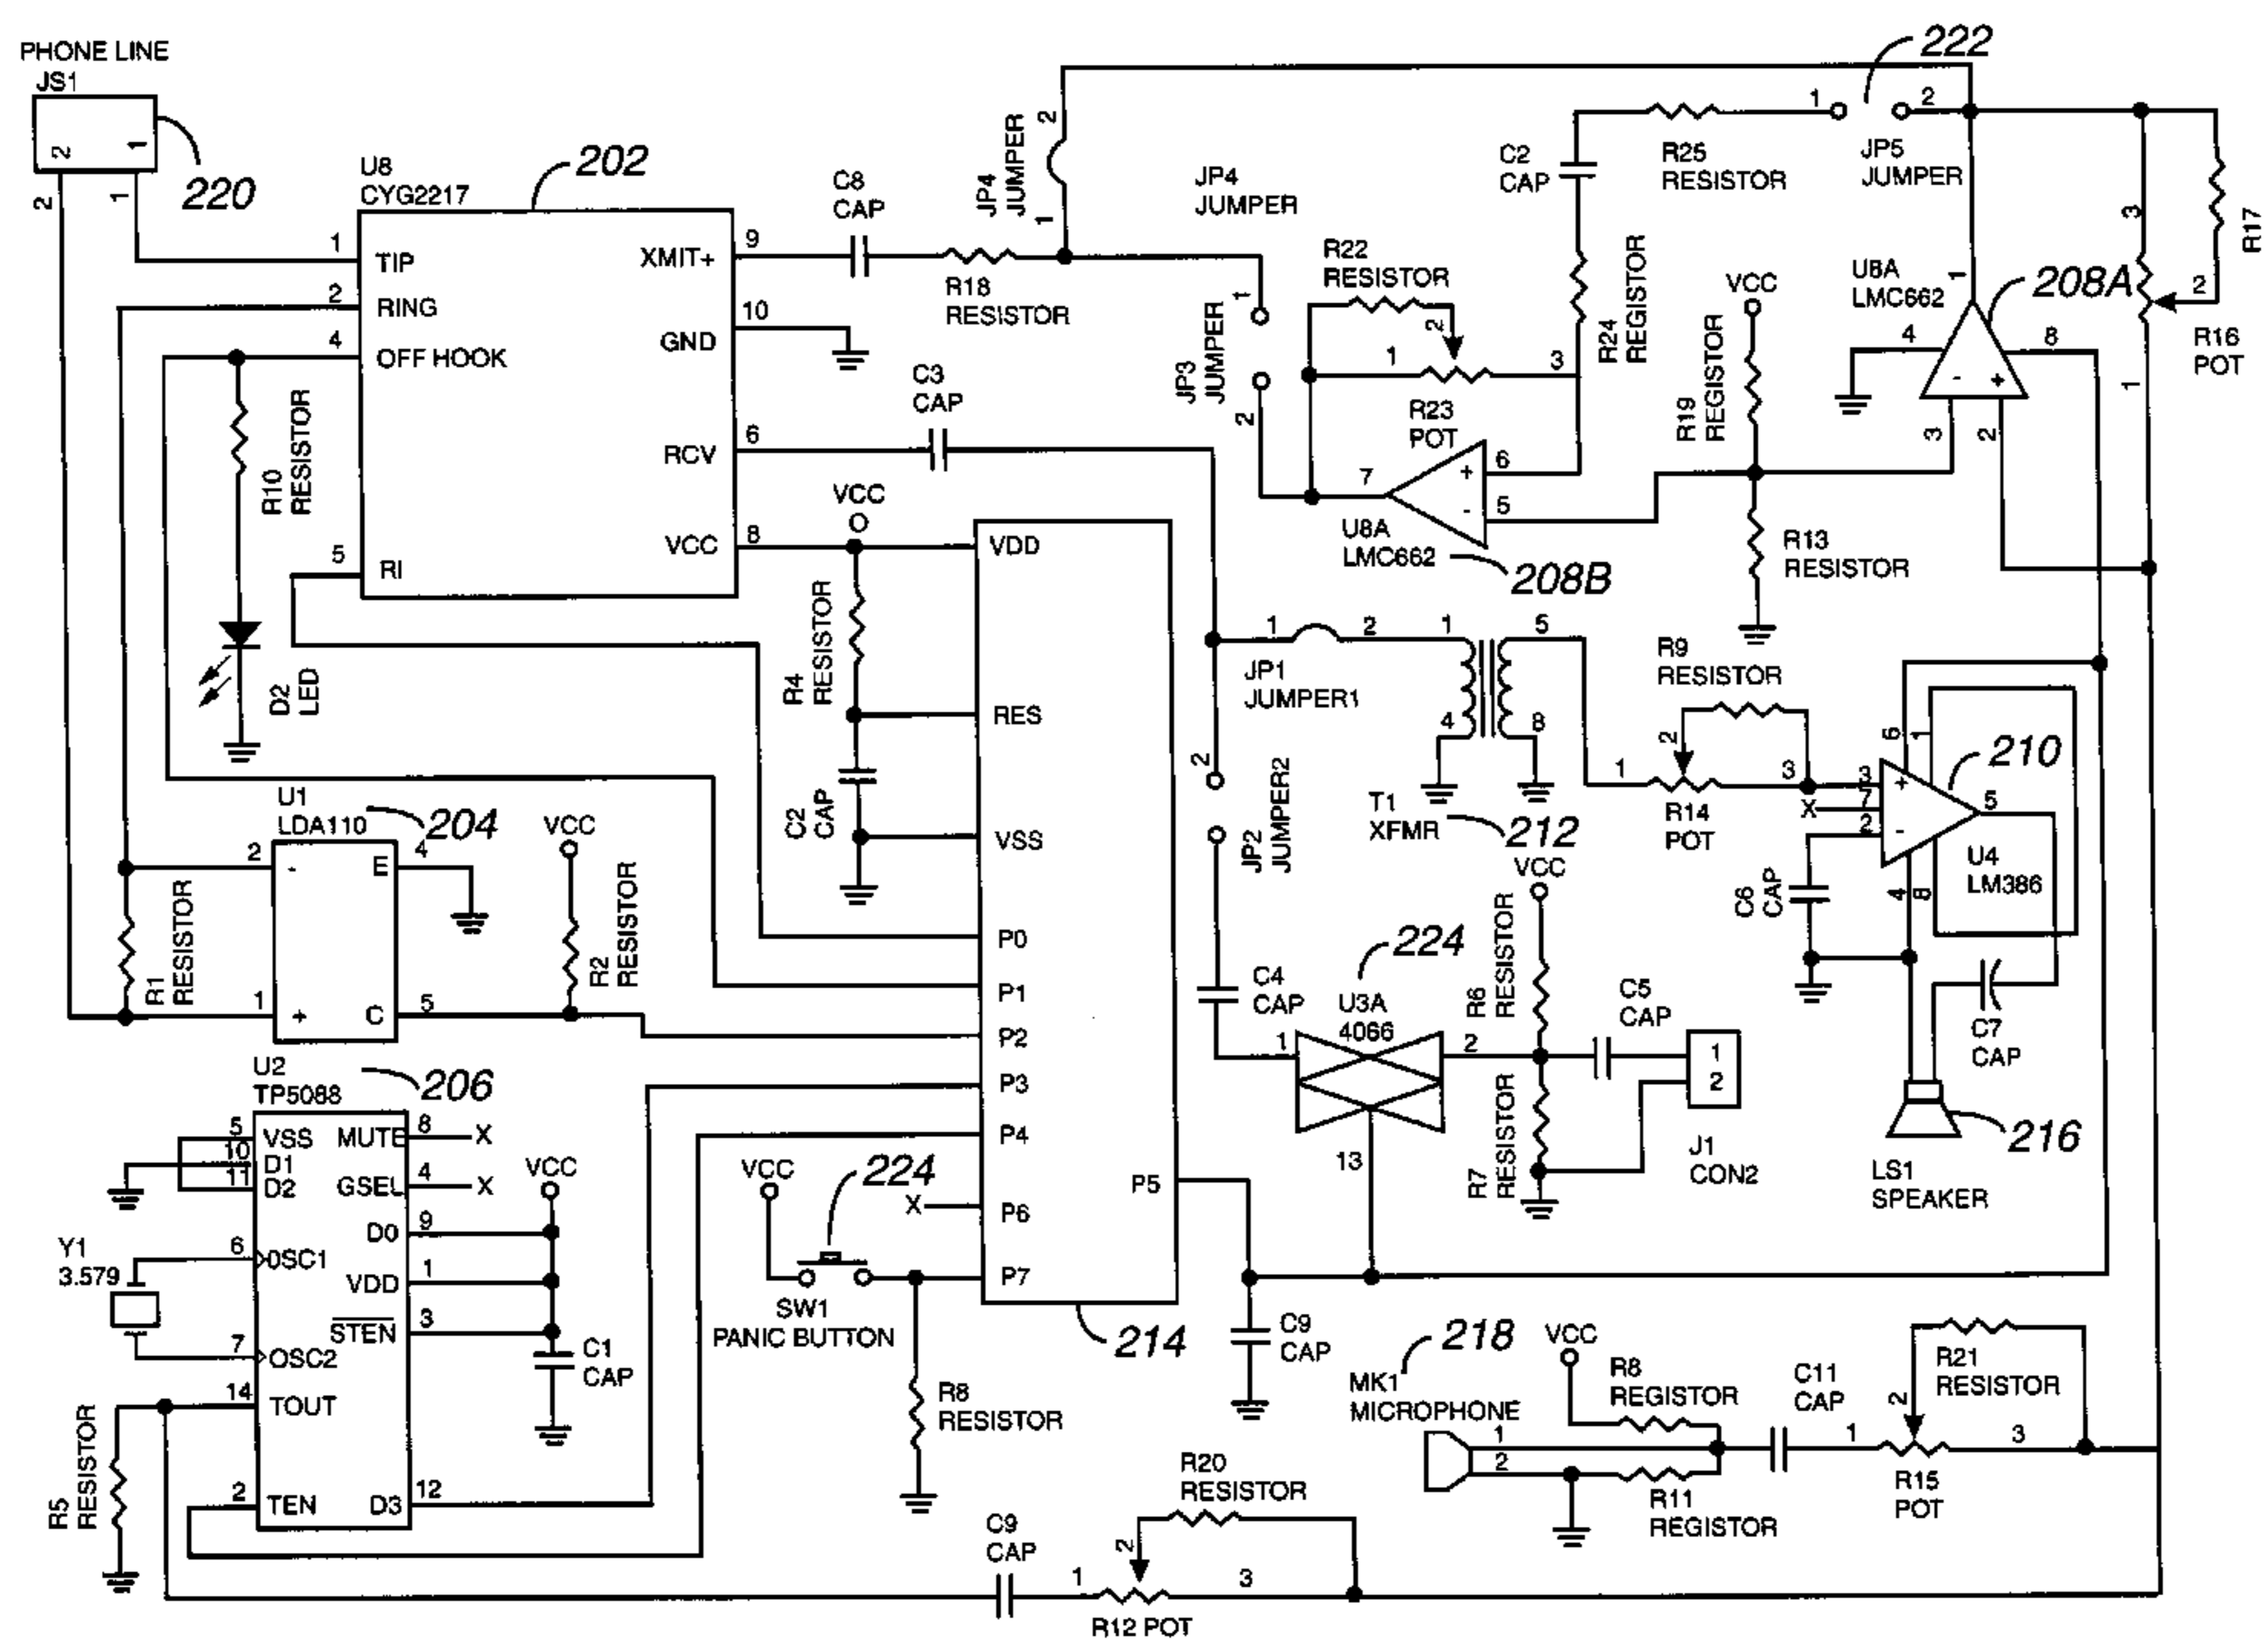 PHONE LINE
JS1
2
1
2
1
220
U8
CYG2217
202
1
TIP
2
RING
4
OFF HOOK
5
RI
XMIT+
9
GND
10
RCV
6
VCC
8
R10
RESISTOR
D2
LED
C8
CAP
R18
RESISTOR
JP4
JUMPER
2
1
JP4
JUMPER
C3
CAP
VCC
R4
RESISTOR
C2
CAP
JP3
JUMPER
1
2
R22
RESISTOR
2
1
3
R23
POT
7
+
6
-
5
U8A
LMC662
208B
C2
CAP
R24
REGISTOR
R25
RESISTOR
1
2
222
JP5
JUMPER
VCC
R19
REGISTOR
R13
RESISTOR
U8A
LMC662
208A
1
4
8
-
+
3
2
3
2
1
R17
R16
POT
VDD
RES
VSS
P0
P1
P2
P3
P4
P5
P6
P7
X
214
1
2
JP1
JUMPER1
1
5
4
8
T1
XFMR
212
2
JP2
JUMPER2
R9
RESISTOR
2
1
3
R14
POT
3
+
X
7
2
-
6
1
5
4
8
210
U4
LM386
C6
CAP
C7
CAP
216
LS1
SPEAKER
U1
LDA110
204
2
-
E
4
1
+
C
5
R1
RESISTOR
VCC
R2
RESISTOR
C4
CAP
224
U3A
4066
1
2
13
VCC
R6
RESISTOR
R7
RESISTOR
C5
CAP
1
2
J1
CON2
U2
TP5088
206
5
VSS
10
D1
11
D2
6
OSC1
7
OSC2
14
TOUT
2
TEN
MUTE
8
X
GSEL
4
X
D0
9
VDD
1
STEN
3
D3
12
Y1
3.579
VCC
C1
CAP
R5
RESISTOR
VCC
224
SW1
PANIC BUTTON
R8
RESISTOR
C9
CAP
218
MK1
MICROPHONE
1
2
VCC
R8
REGISTOR
R11
REGISTOR
C11
CAP
1
2
3
R21
RESISTOR
R15
POT
C9
CAP
R20
RESISTOR
1
2
3
R12 POT